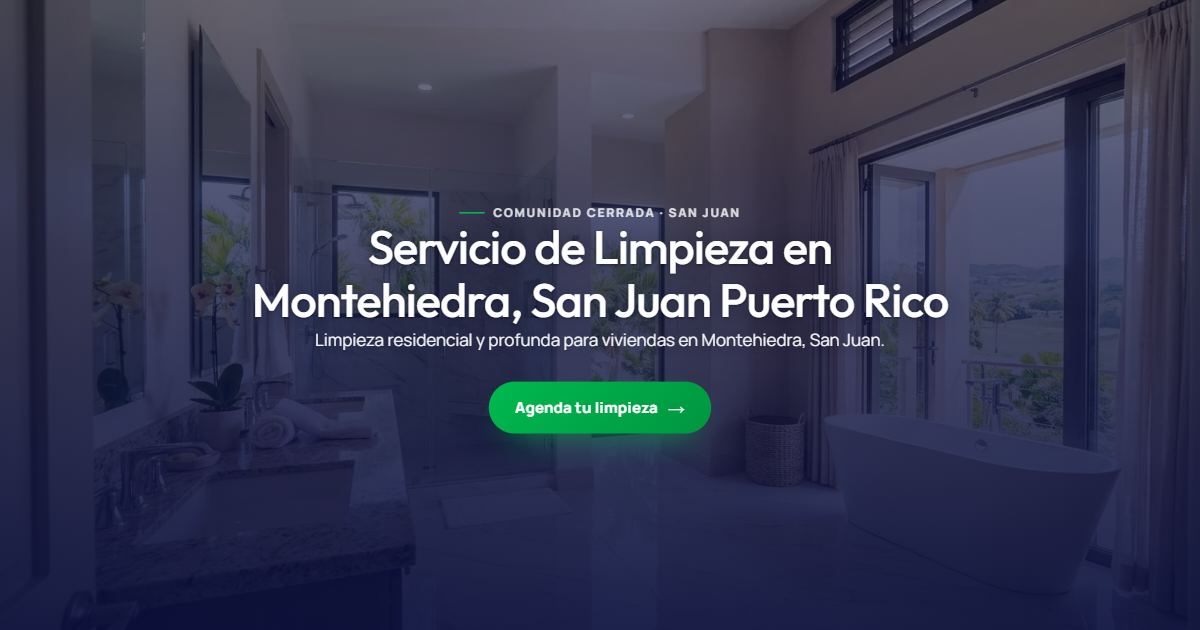 COMUNIDAD CERRADA · SAN JUAN
Servicio de Limpieza en
Montehiedra, San Juan Puerto Rico
Limpieza residencial y profunda para viviendas en Montehiedra, San Juan.
Agenda tu limpieza →